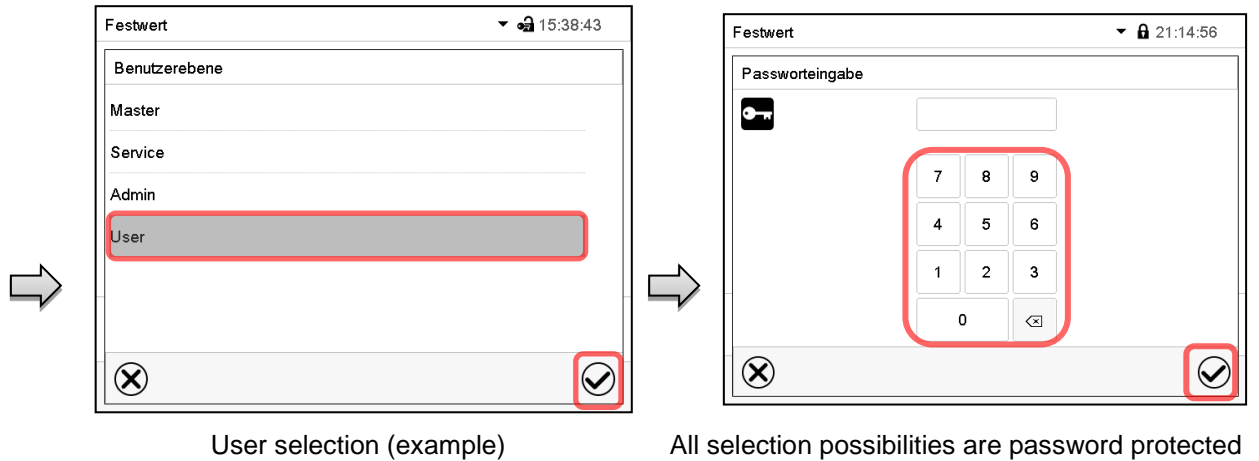 Festwert 15:38:43
Benutzerebene
Master
Service
Admin
User
User selection (example)
Festwert 21:14:56
Passworteingabe
7 8 9
4 5 6
1 2 3
0
All selection possibilities are password protected